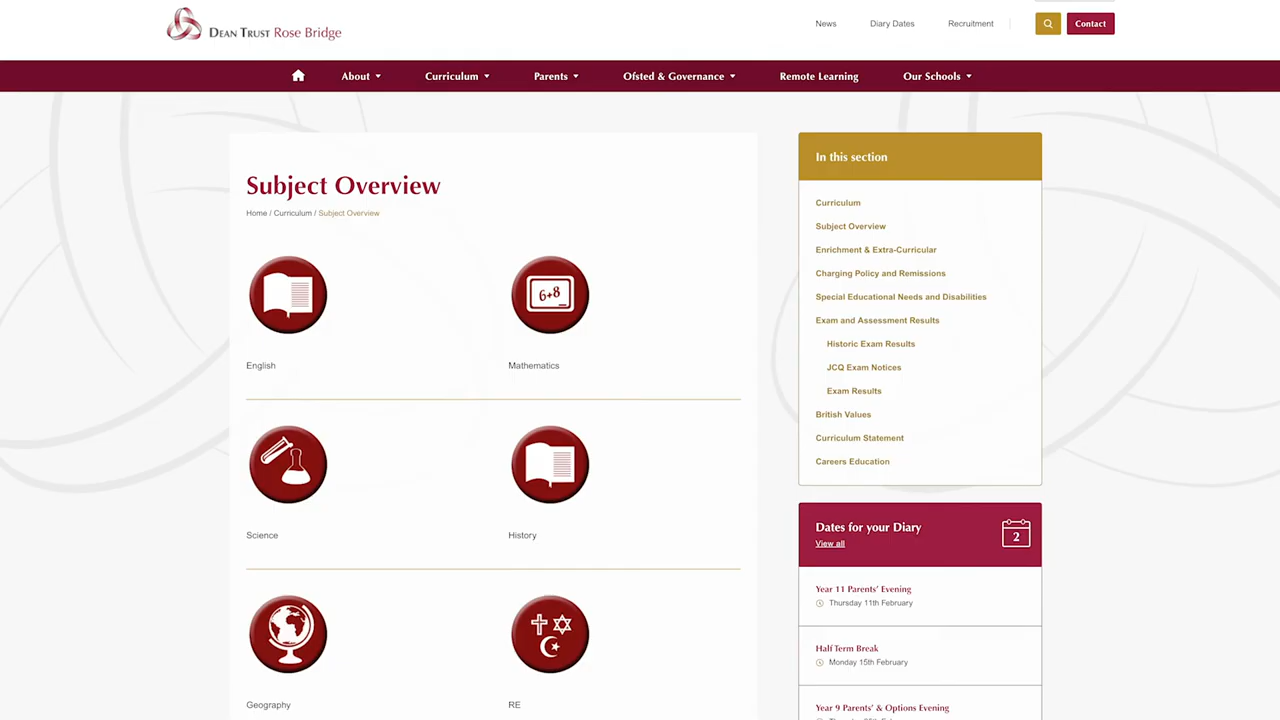 DEAN TRUST Rose Bridge
News
Diary Dates
Recruitment
Contact
About
Curriculum
Parents
Ofsted & Governance
Remote Learning
Our Schools
Subject Overview
Home / Curriculum / Subject Overview
English
6+8
Mathematics
Science
History
Geography
RE
In this section
Curriculum
Subject Overview
Enrichment & Extra-Curricular
Charging Policy and Remissions
Special Educational Needs and Disabilities
Exam and Assessment Results
Historic Exam Results
JCQ Exam Notices
Exam Results
British Values
Curriculum Statement
Careers Education
Dates for your Diary
View all
2
Year 11 Parents' Evening
Thursday 11th February
Half Term Break
Monday 15th February
Year 9 Parents' & Options Evening